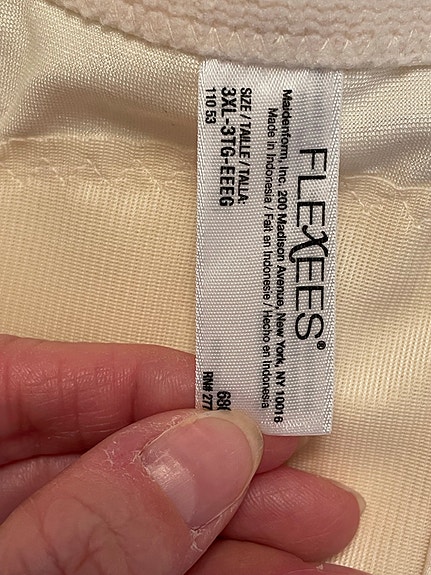 FLEXEES®
Maidenform, Inc. 200 Madison Avenue, New York, NY 10016
Made in Indonesia / Fait en Indonesie / Hecho en Indonesia
SIZE / TAILLE / TALLA:
3XL-3TG-EEEG
110 53